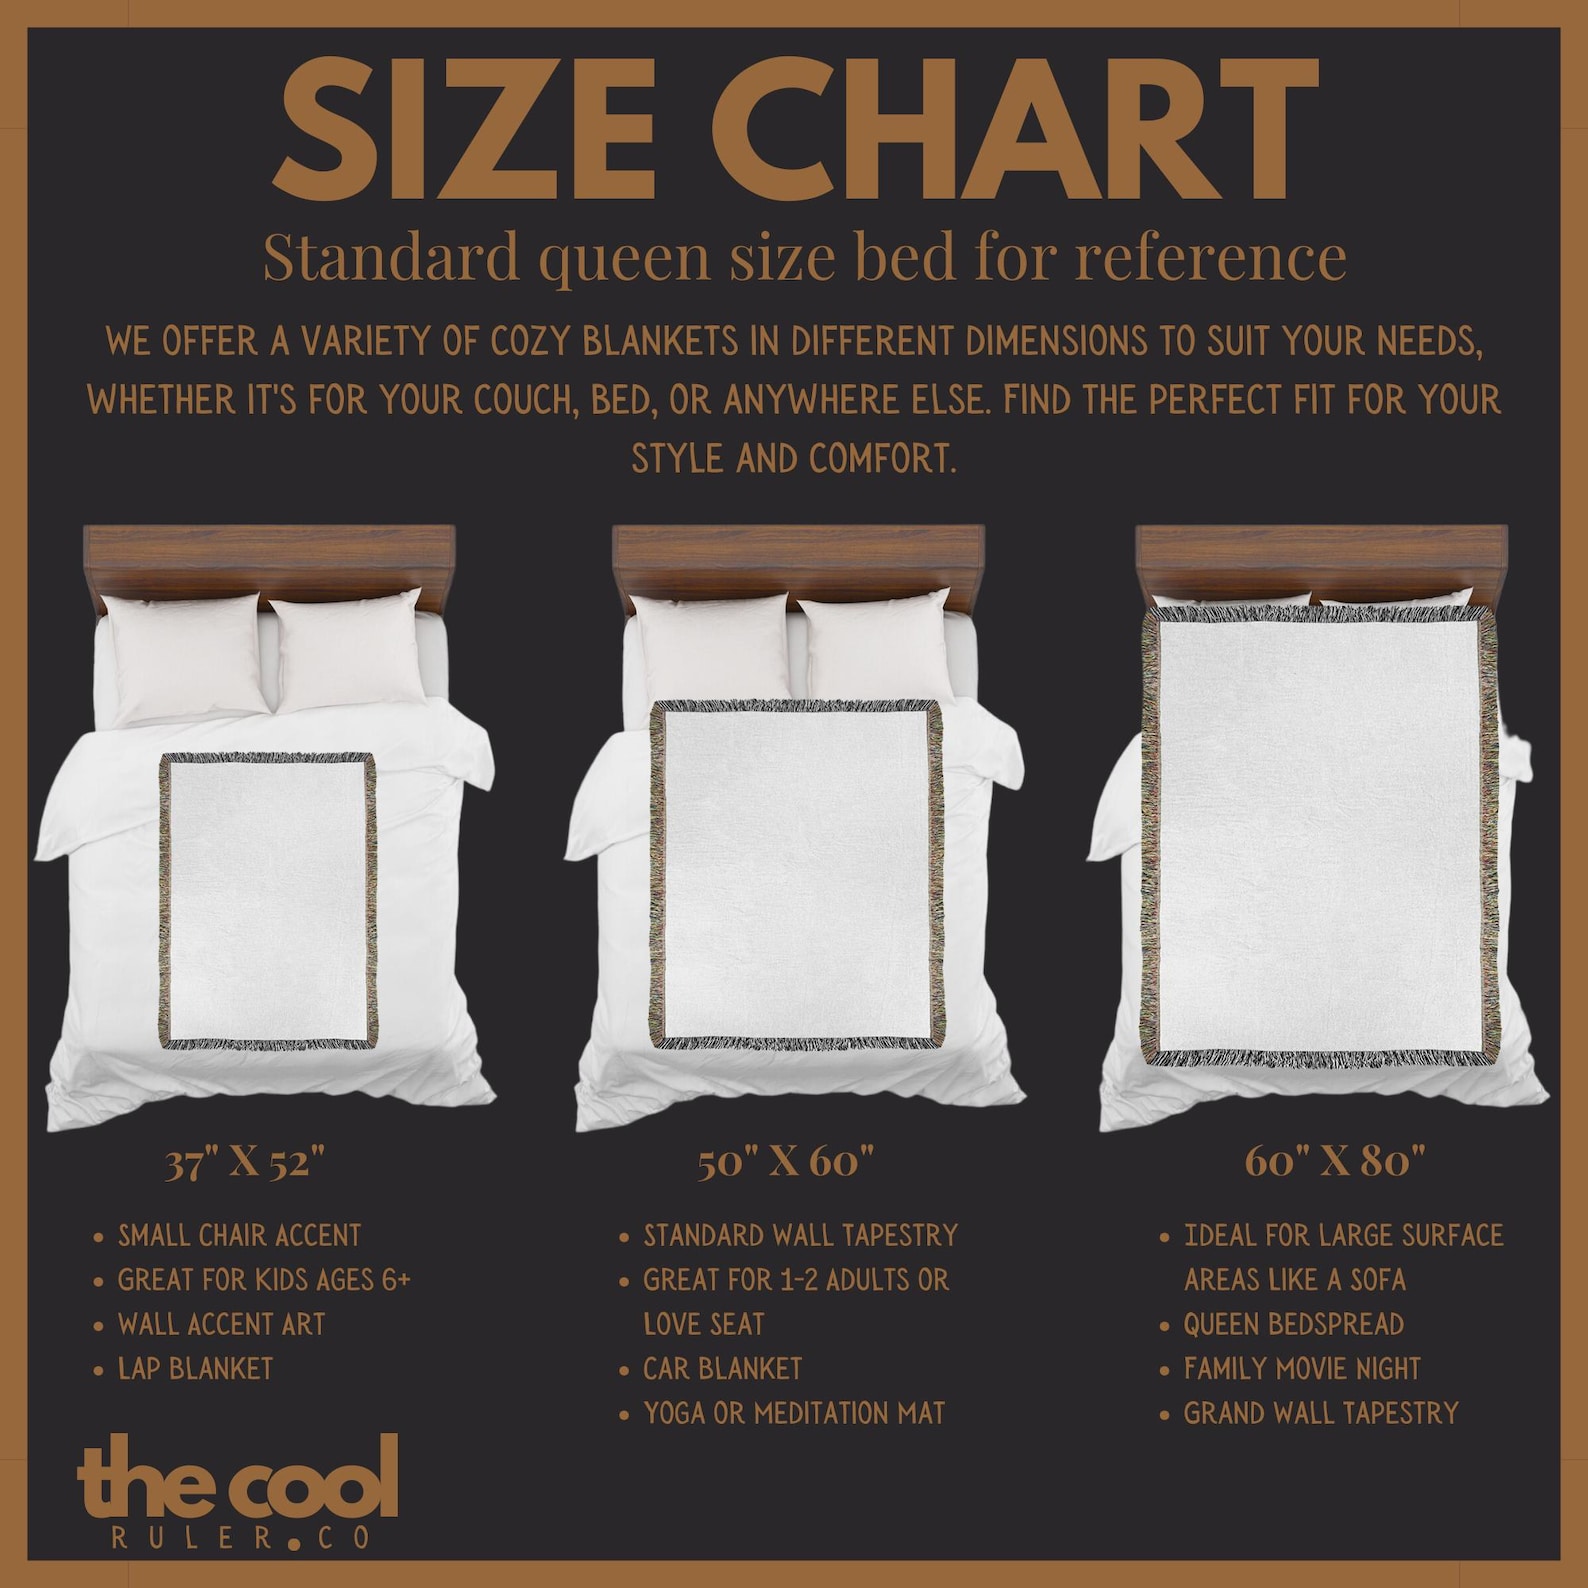 SIZE CHART
Standard queen size bed for reference
WE OFFER A VARIETY OF COZY BLANKETS IN DIFFERENT DIMENSIONS TO SUIT YOUR NEEDS,
WHETHER IT'S FOR YOUR COUCH, BED, OR ANYWHERE ELSE. FIND THE PERFECT FIT FOR YOUR
STYLE AND COMFORT.
37" X 52"
• SMALL CHAIR ACCENT
• GREAT FOR KIDS AGES 6+
• WALL ACCENT ART
• LAP BLANKET
50" X 60"
• STANDARD WALL TAPESTRY
• GREAT FOR 1-2 ADULTS OR
LOVE SEAT
• CAR BLANKET
• YOGA OR MEDITATION MAT
60" X 80"
• IDEAL FOR LARGE SURFACE
AREAS LIKE A SOFA
• QUEEN BEDSPREAD
• FAMILY MOVIE NIGHT
• GRAND WALL TAPESTRY
the cool
RULER.CO